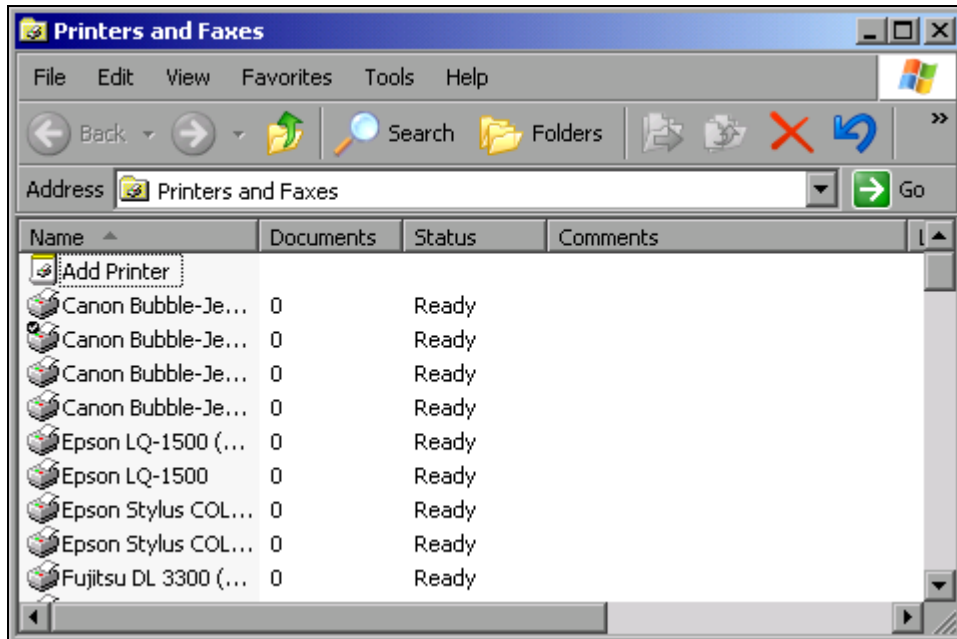 Printers and Faxes
File Edit View Favorites Tools Help
Back Search Folders »
Address Printers and Faxes Go
Name Documents Status Comments L
Add Printer
Canon Bubble-Je... 0 Ready
Canon Bubble-Je... 0 Ready
Canon Bubble-Je... 0 Ready
Canon Bubble-Je... 0 Ready
Epson LQ-1500 (... 0 Ready
Epson LQ-1500 0 Ready
Epson Stylus COL... 0 Ready
Epson Stylus COL... 0 Ready
Fujitsu DL 3300 (... 0 Ready